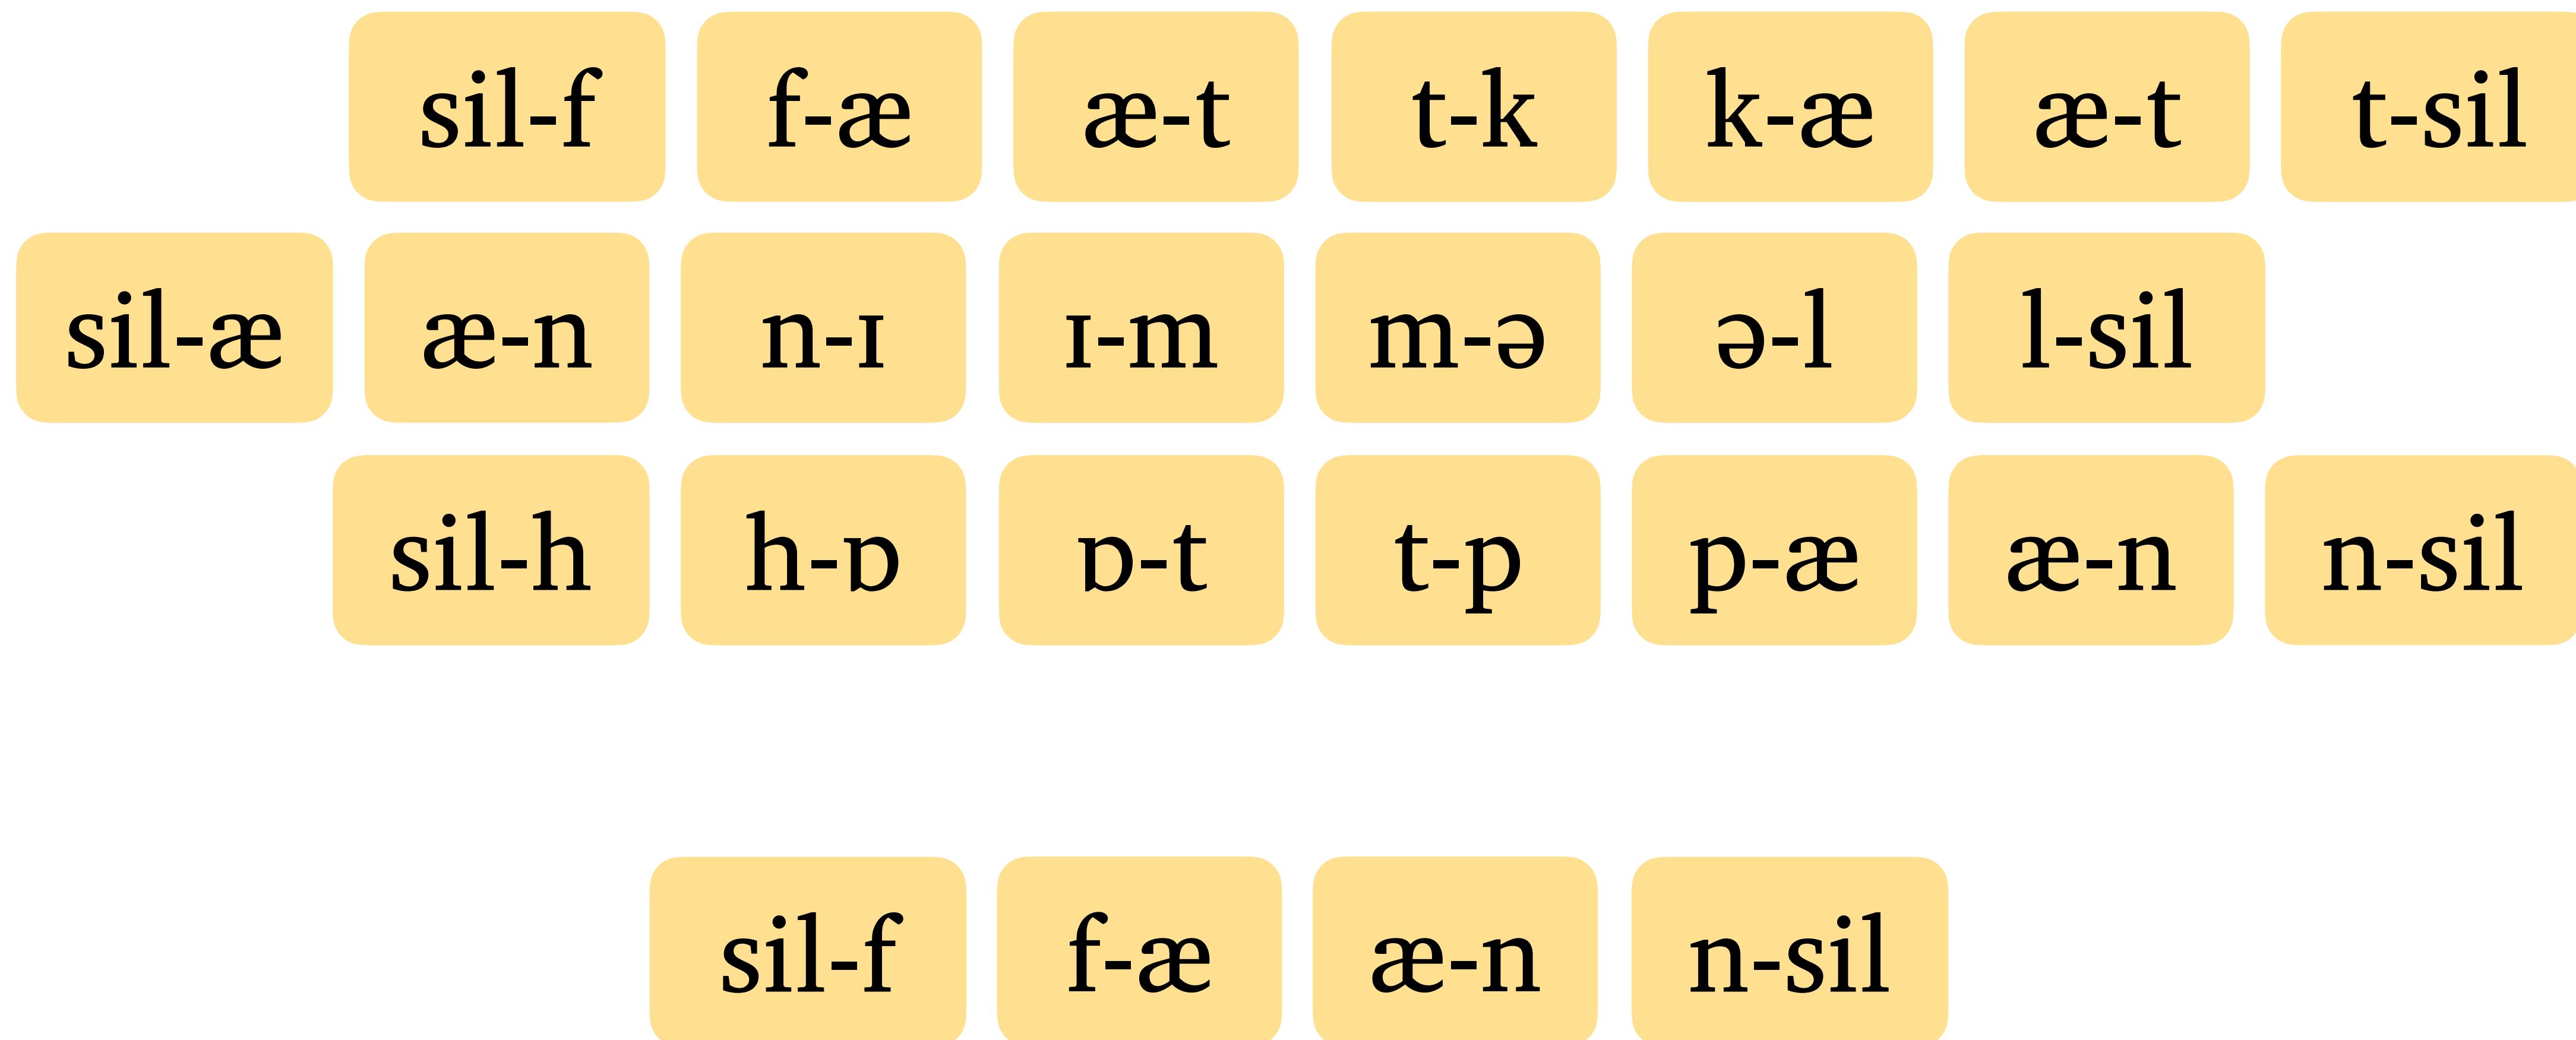 sil-f f-æ æ-t t-k k-æ æ-t t-sil
sil-æ æ-n n-ɪ ɪ-m m-ə ə-l l-sil
sil-h h-ɒ ɒ-t t-p p-æ æ-n n-sil
sil-f f-æ æ-n n-sil